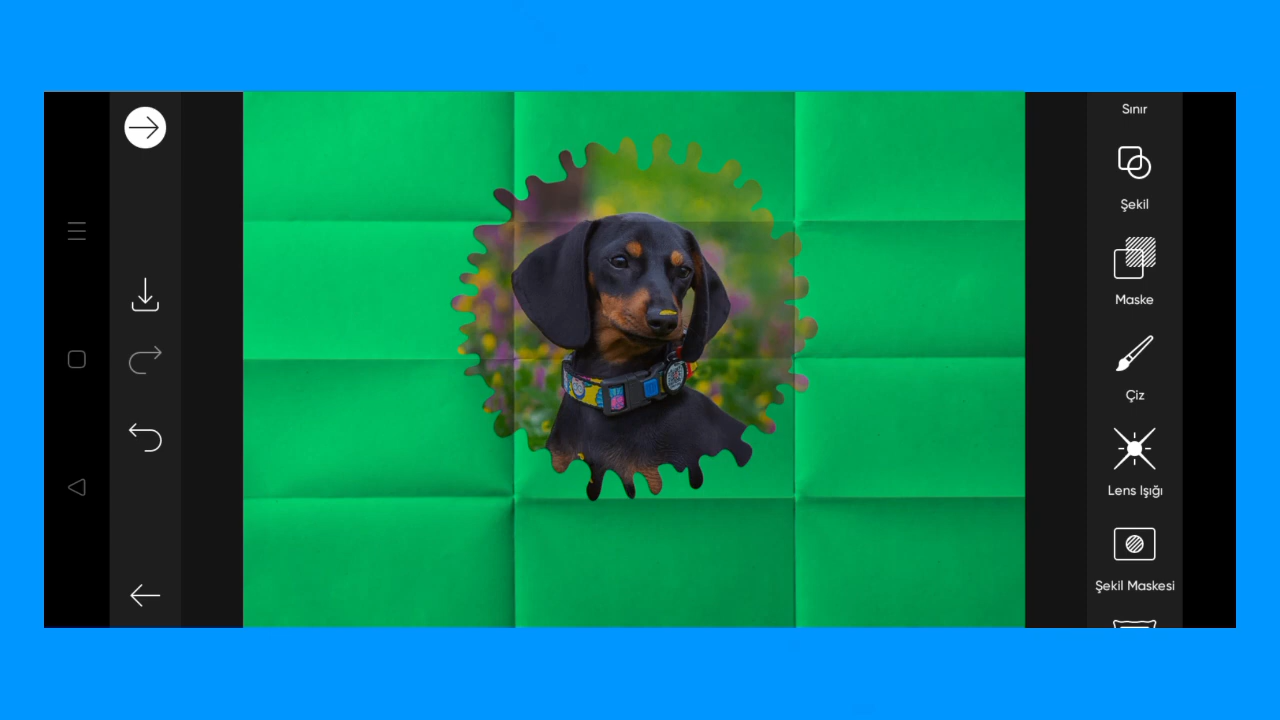 Sınır
Şekil
Maske
Çiz
Lens Işığı
Şekil Maskesi